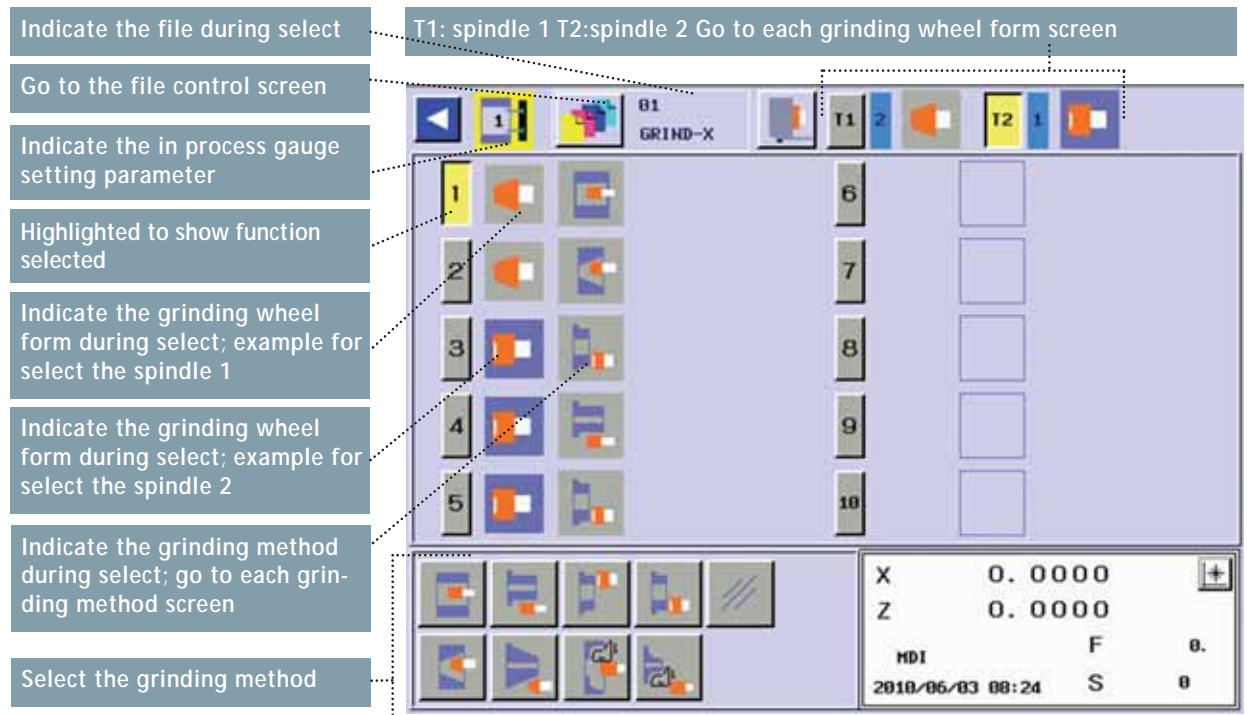 Indicate the file during select
T1: spindle 1 T2:spindle 2 Go to each grinding wheel form screen
Go to the file control screen
Indicate the in process gauge
setting parameter
Highlighted to show function
selected
Indicate the grinding wheel
form during select; example for
select the spindle 1
Indicate the grinding wheel
form during select; example for
select the spindle 2
Indicate the grinding method
during select; go to each grin-
ding method screen
Select the grinding method
1
01
GRIND-X
T1
2
T2
1
1
2
3
4
5
6
7
8
9
10
X 0.0000
Z 0.0000
MDI F 0.
2010/06/03 08:24 S 0